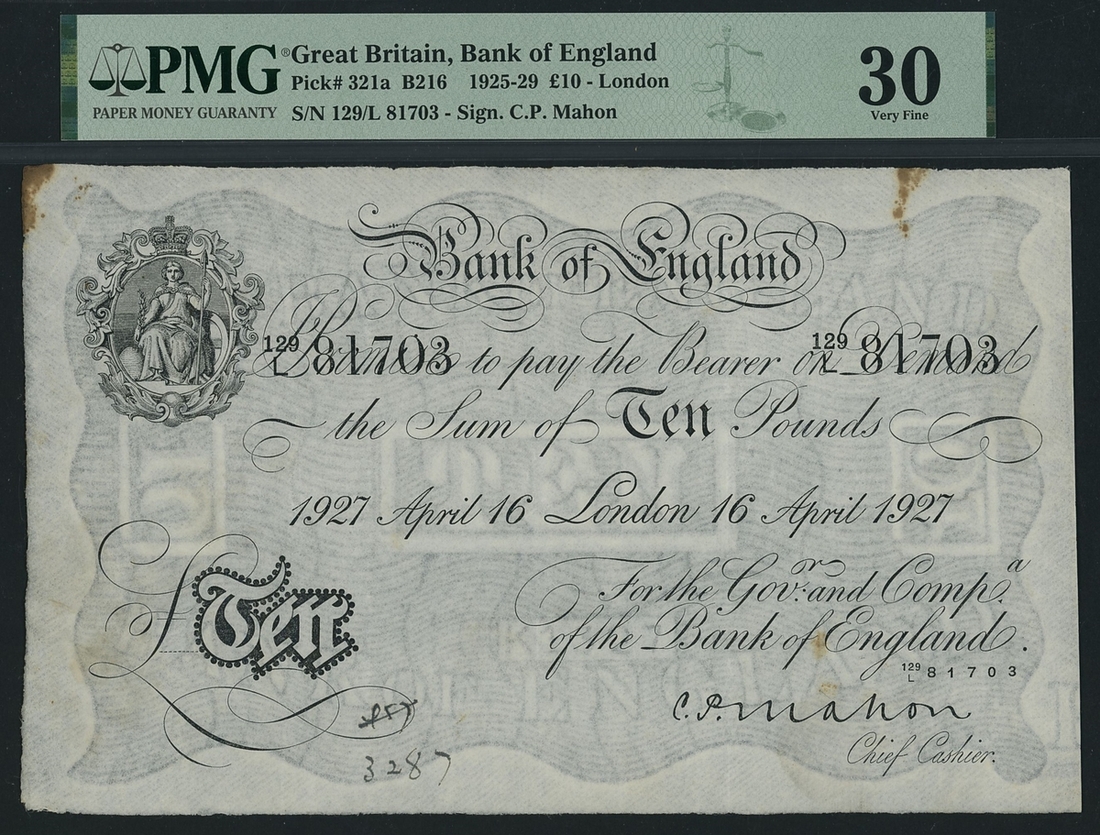 PMG® Great Britain, Bank of England
Pick# 321a B216 1925-29 £10 - London
PAPER MONEY GUARANTY S/N 129/L 81703 - Sign. C.P. Mahon
30
Very Fine
Bank of England
129/L 81703 129/L 81703
Promise to pay the Bearer on Demand
the Sum of Ten Pounds
1927 April 16 London 16 April 1927
For the Govr. and Compa.
of the Bank of England.
£Ten
129/L 81703
C.P. Mahon
Chief Cashier.
3287